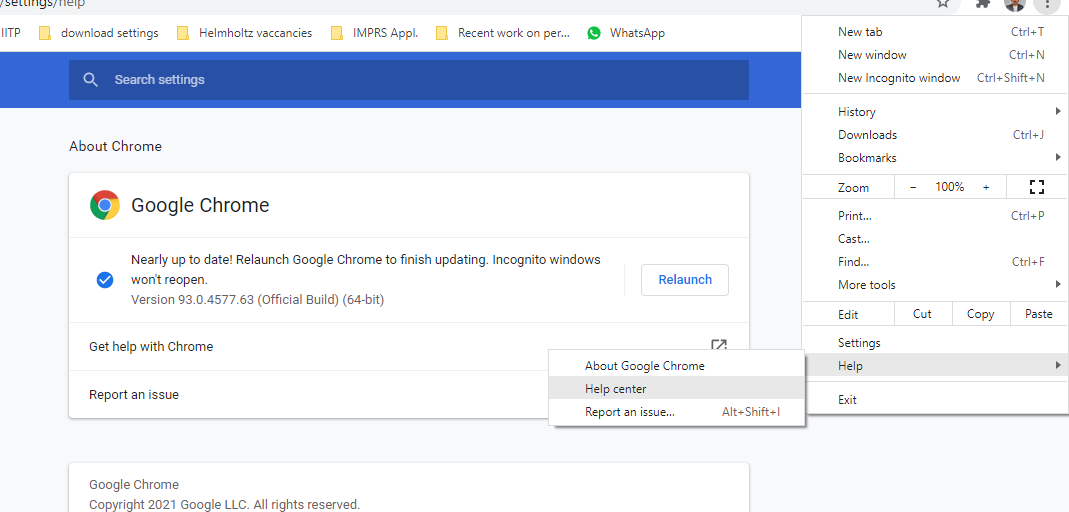 /settings/help
IITP download settings Helmholtz vaccancies IMPRS Appl. Recent work on per... WhatsApp
Search settings
About Chrome
Google Chrome
Nearly up to date! Relaunch Google Chrome to finish updating. Incognito windows
won't reopen.
Version 93.0.4577.63 (Official Build) (64-bit)
Relaunch
Get help with Chrome
Report an issue
Google Chrome
Copyright 2021 Google LLC. All rights reserved.
New tab Ctrl+T
New window Ctrl+N
New Incognito window Ctrl+Shift+N
History
Downloads Ctrl+J
Bookmarks
Zoom - 100% +
Print... Ctrl+P
Cast...
Find... Ctrl+F
More tools
Edit Cut Copy Paste
Settings
Help
Exit
About Google Chrome
Help center
Report an issue... Alt+Shift+I